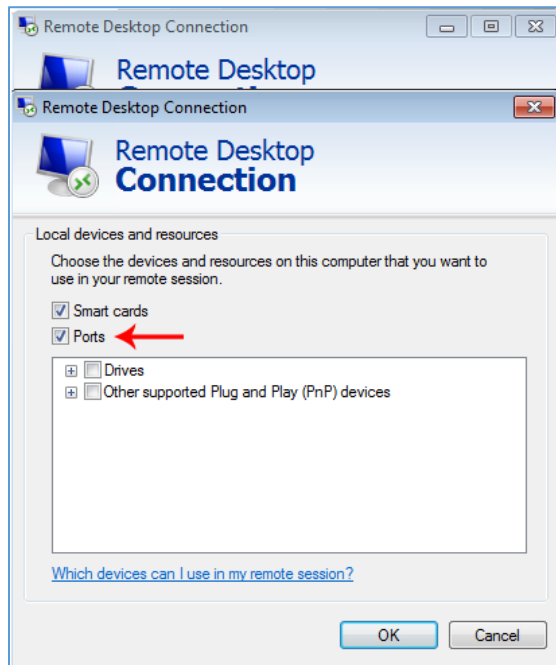 Remote Desktop Connection
Remote Desktop
Remote Desktop Connection
Remote Desktop
Connection
Local devices and resources
Choose the devices and resources on this computer that you want to
use in your remote session.
Smart cards
Ports
Drives
Other supported Plug and Play (PnP) devices
Which devices can I use in my remote session?
OK Cancel